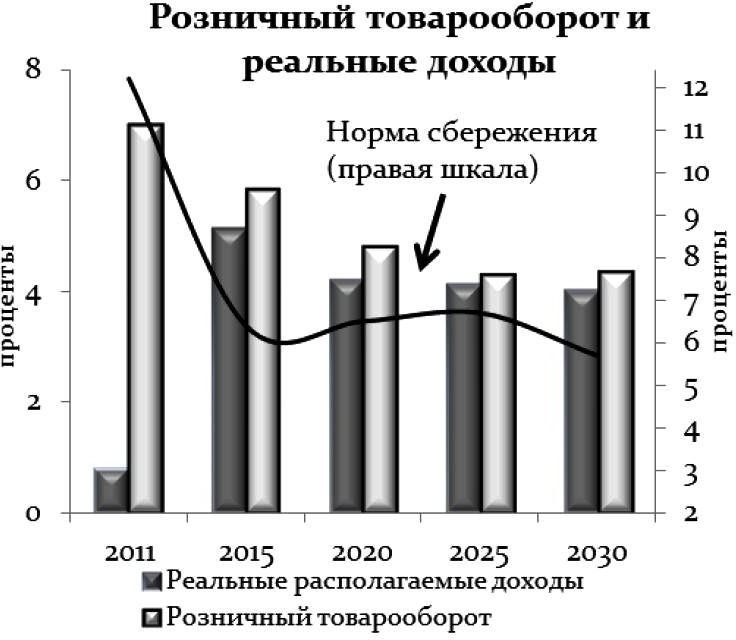 Розничный товарооборот и
реальные доходы
8
6
4
2
0
проценты
12
11
10
9
8
7
6
5
4
3
2
проценты
Норма сбережения
(правая шкала)
2011 2015 2020 2025 2030
Реальные располагаемые доходы
Розничный товарооборот